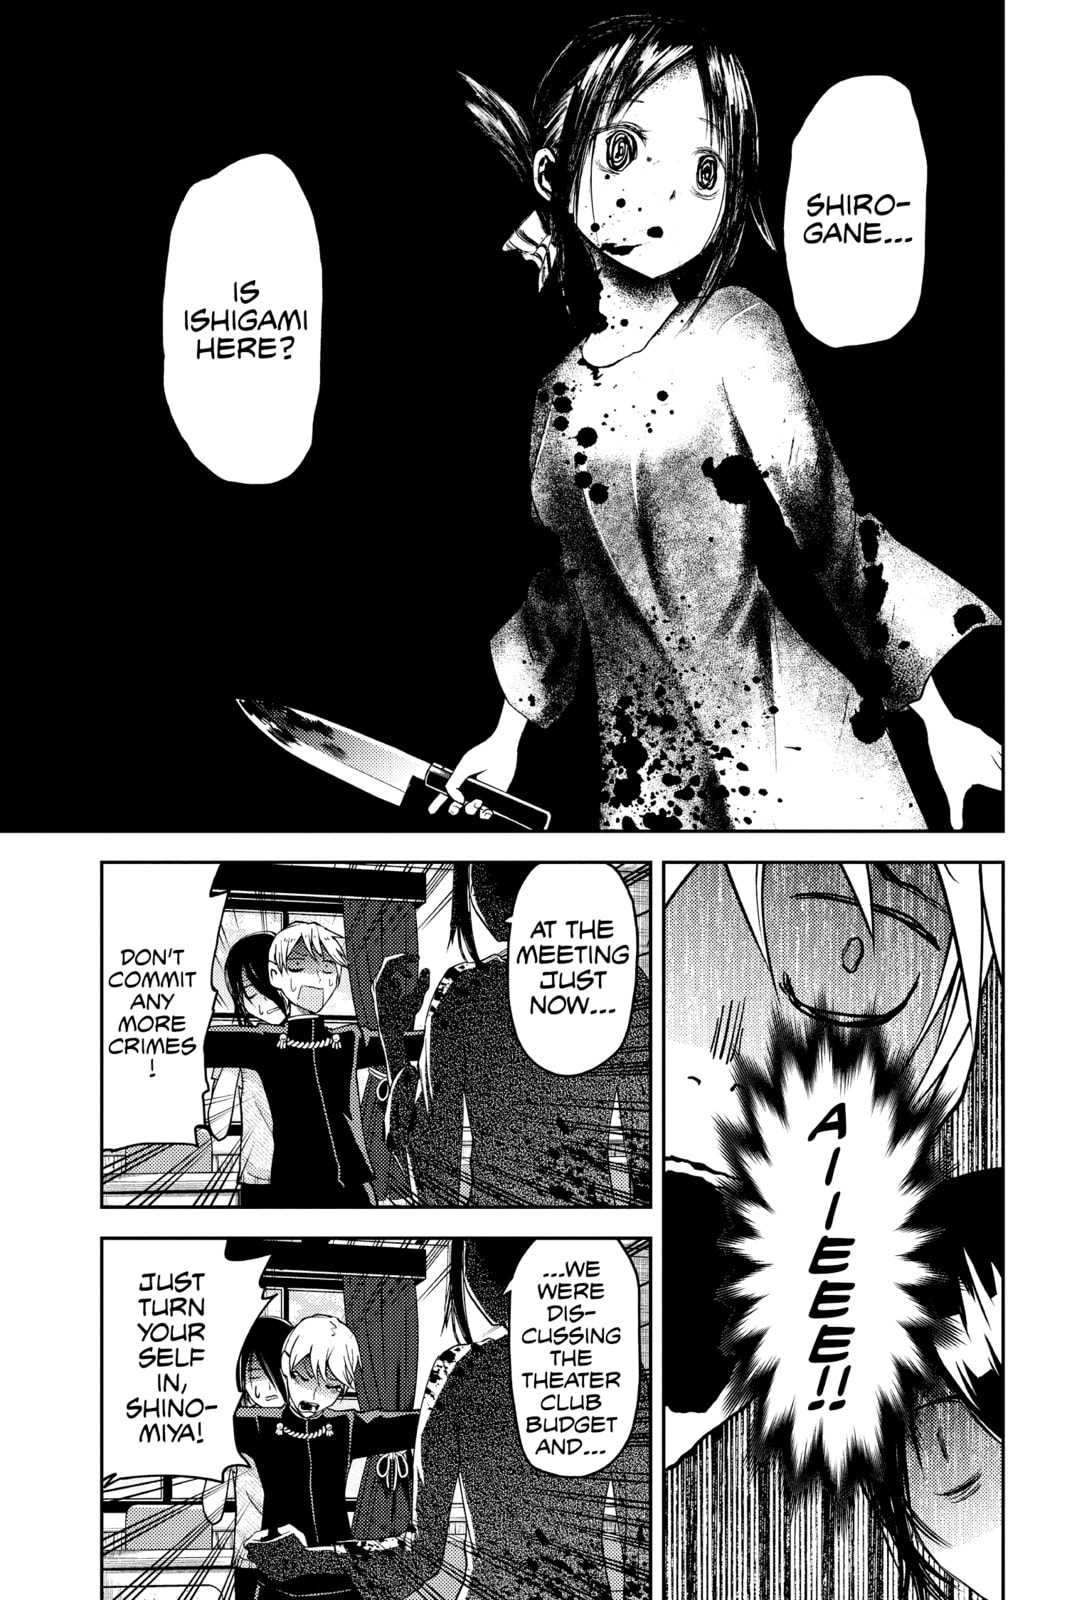 SHIRO-
GANE...
IS
ISHIGAMI
HERE?
AIIEEE!!
AT THE
MEETING
JUST
NOW...
DON'T
COMMIT
ANY
MORE
CRIMES
!
...WE
WERE
DIS-
CUSSING
THE
THEATER
CLUB
BUDGET
AND...
JUST
TURN
YOUR
SELF
IN,
SHINO-
MIYA!